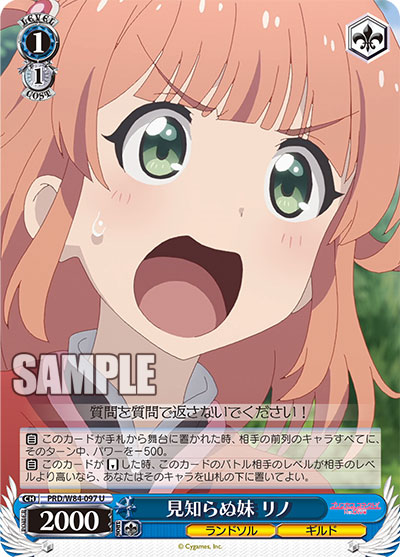 LEVEL
1
1
COST
SAMPLE
質問を質問で返さないでください！
自 このカードが手札から舞台に置かれた時、相手の前列のキャラすべてに、
そのターン中、パワーを−500。
自 このカードが した時、このカードのバトル相手のレベルが相手のレ
ベルより高いなら、あなたはそのキャラを山札の下に置いてよい。
CH PRD/W84-097 U
POWER
2000
見知らぬ妹 リノ
ランドソル
ギルド
© Cygames, Inc.